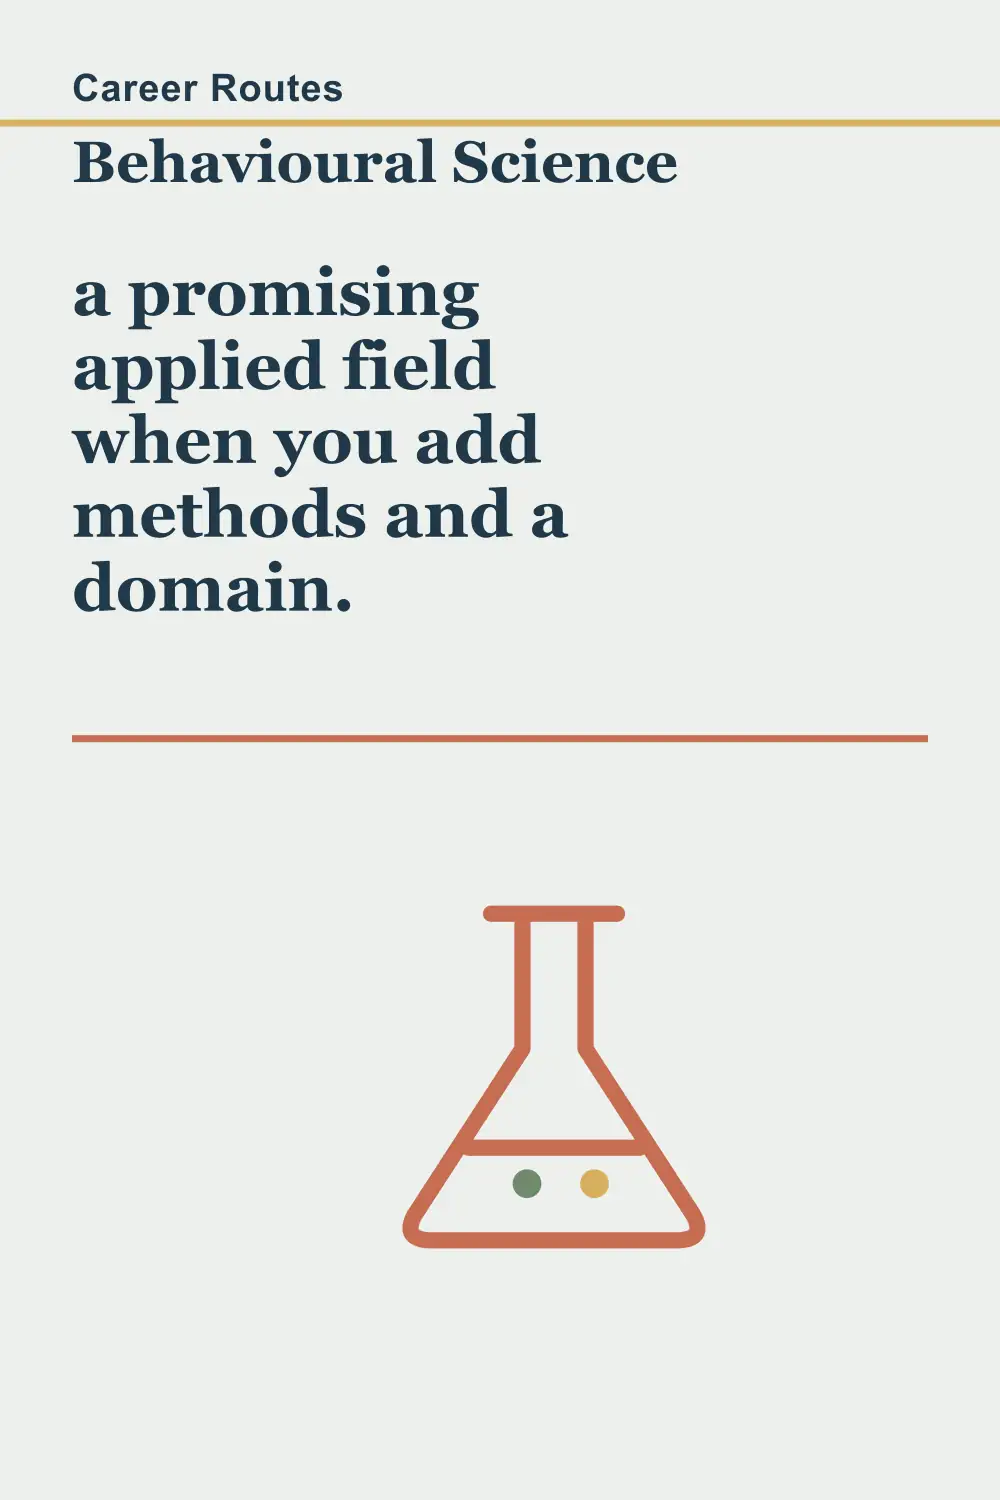 Career Routes
Behavioural Science
a promising
applied field
when you add
methods and a
domain.